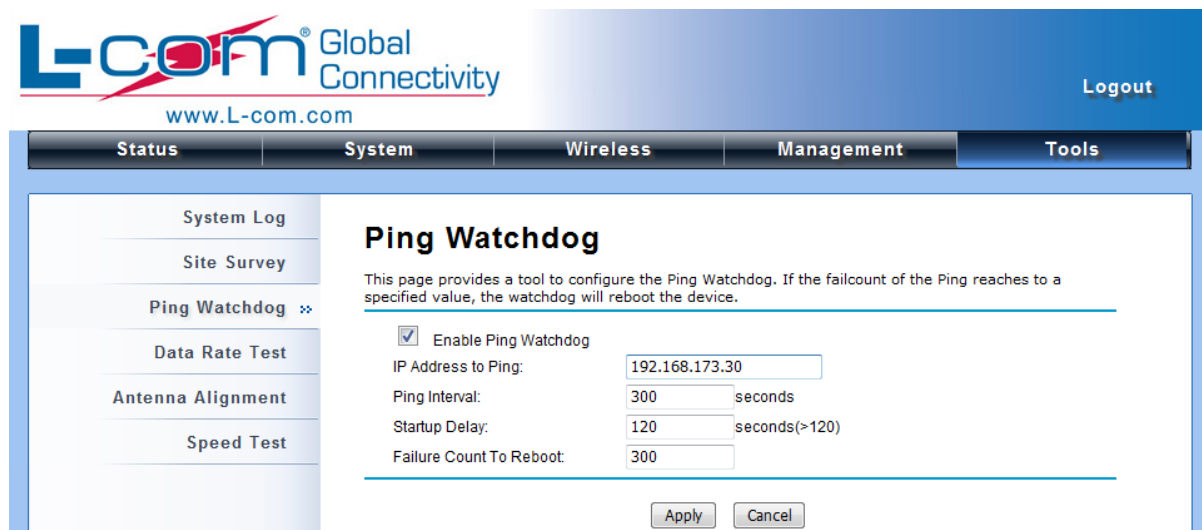 L-com® Global
Connectivity
www.L-com.com
Logout
Status System Wireless Management Tools
System Log
Site Survey
Ping Watchdog »
Data Rate Test
Antenna Alignment
Speed Test
Ping Watchdog
This page provides a tool to configure the Ping Watchdog. If the failcount of the Ping reaches to a
specified value, the watchdog will reboot the device.
Enable Ping Watchdog
IP Address to Ping: 192.168.173.30
Ping Interval: 300 seconds
Startup Delay: 120 seconds(>120)
Failure Count To Reboot: 300
Apply Cancel